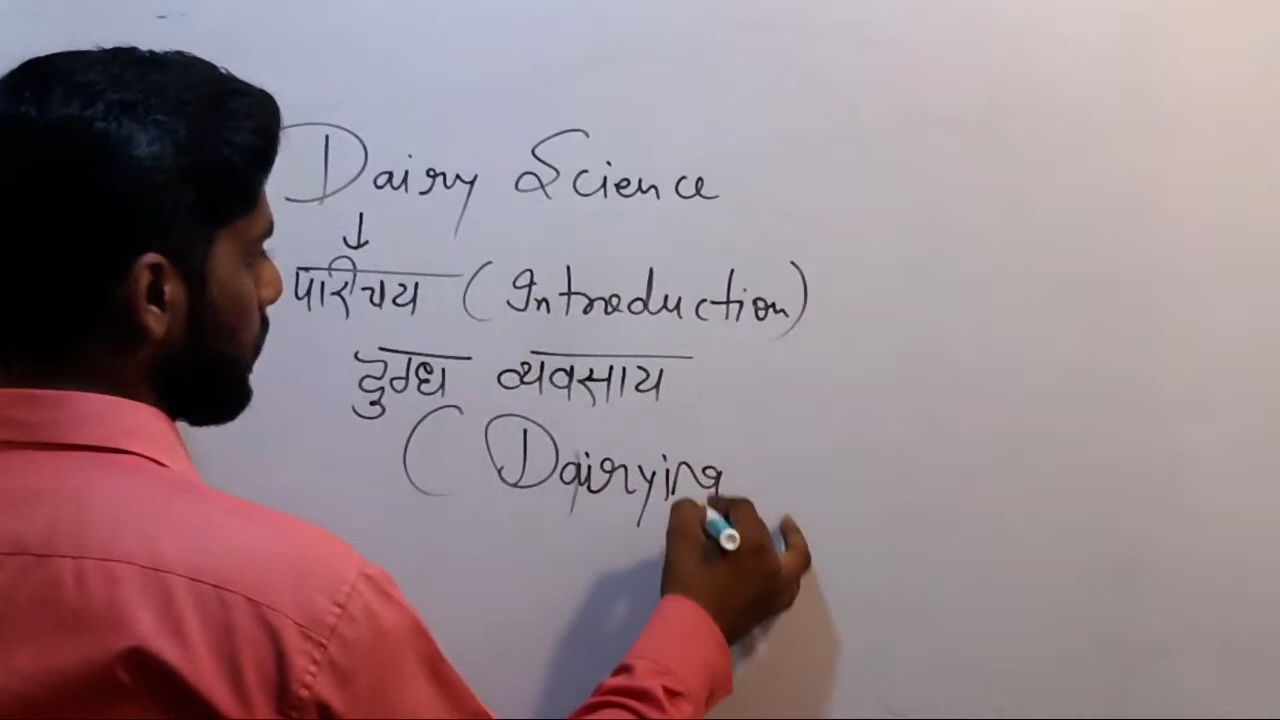 Dairy Science
↓
परिचय (Introduction)
दुग्ध व्यवसाय
( Dairying